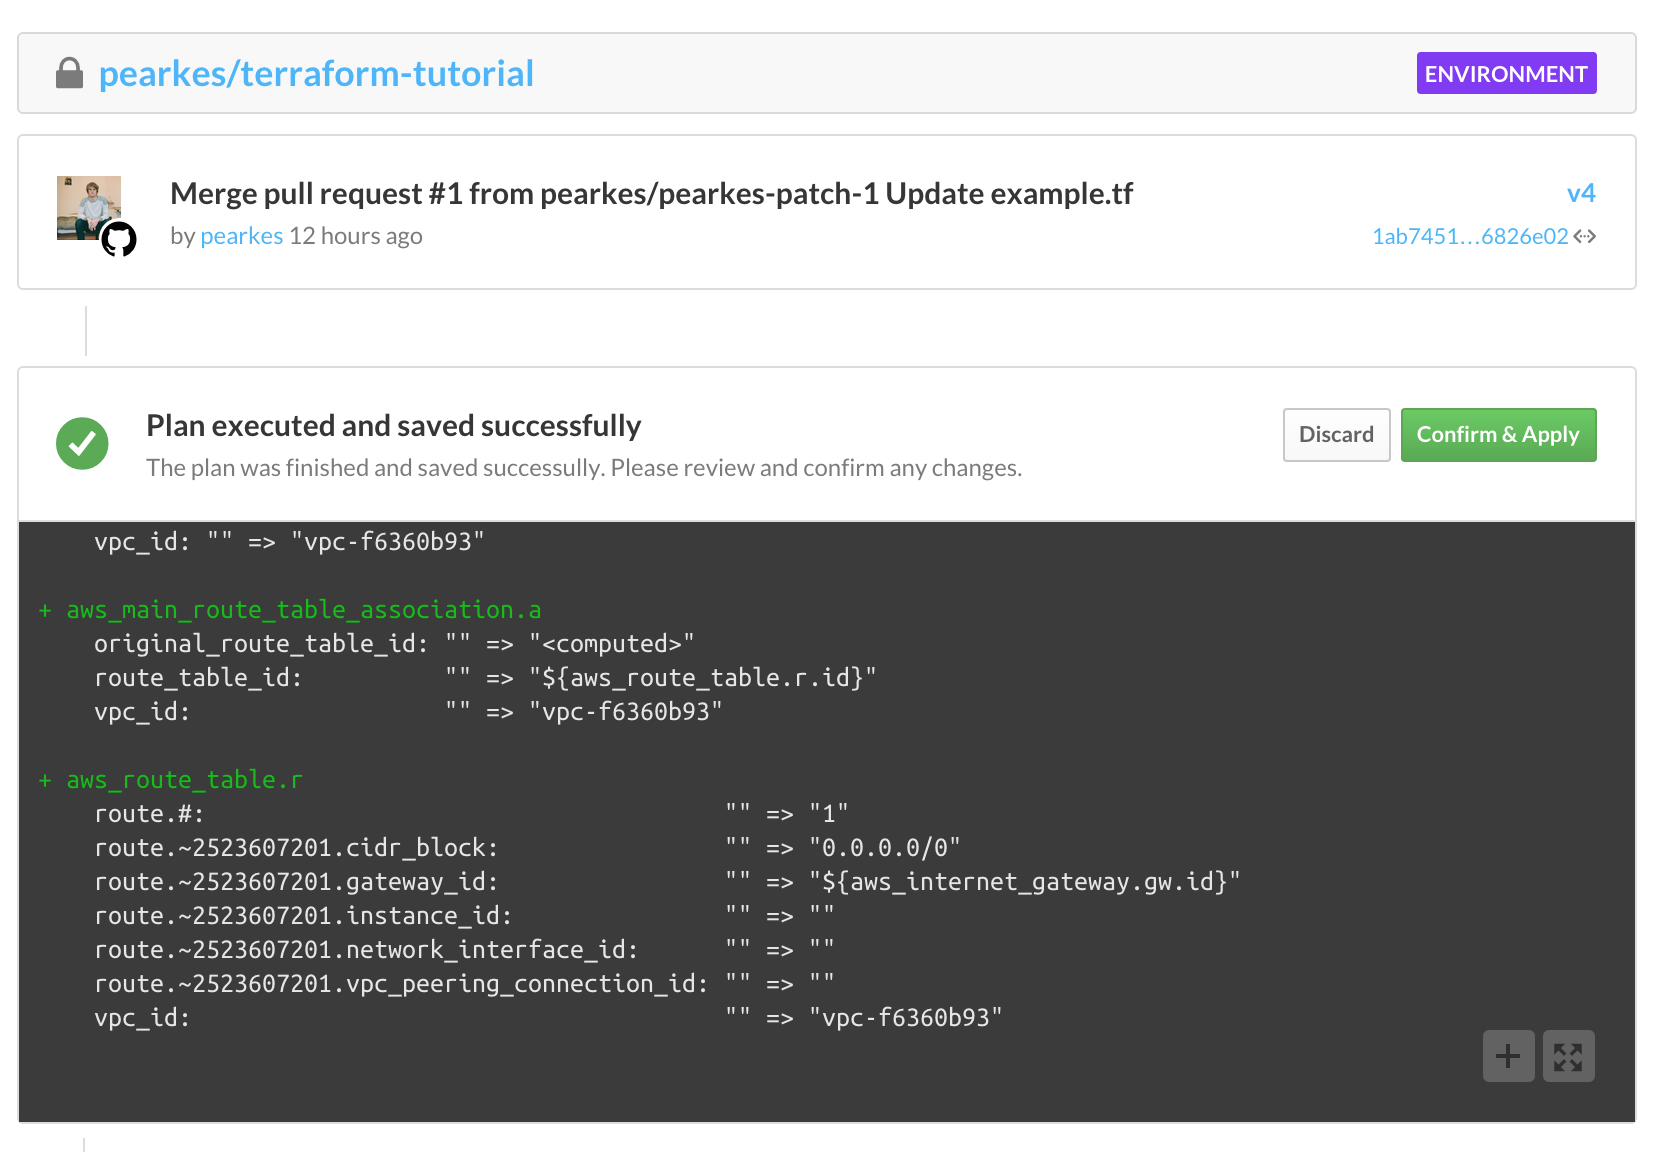 pearkes/terraform-tutorial
ENVIRONMENT
Merge pull request #1 from pearkes/pearkes-patch-1 Update example.tf
v4
by pearkes 12 hours ago
1ab7451...6826e02
Plan executed and saved successfully
Discard
Confirm & Apply
The plan was finished and saved successully. Please review and confirm any changes.
vpc_id: "" => "vpc-f6360b93"
+ aws_main_route_table_association.a
original_route_table_id: "" => "<computed>"
route_table_id: "" => "${aws_route_table.r.id}"
vpc_id: "" => "vpc-f6360b93"
+ aws_route_table.r
route.#: "" => "1"
route.~2523607201.cidr_block: "" => "0.0.0.0/0"
route.~2523607201.gateway_id: "" => "${aws_internet_gateway.gw.id}"
route.~2523607201.instance_id: "" => ""
route.~2523607201.network_interface_id: "" => ""
route.~2523607201.vpc_peering_connection_id: "" => ""
vpc_id: "" => "vpc-f6360b93"